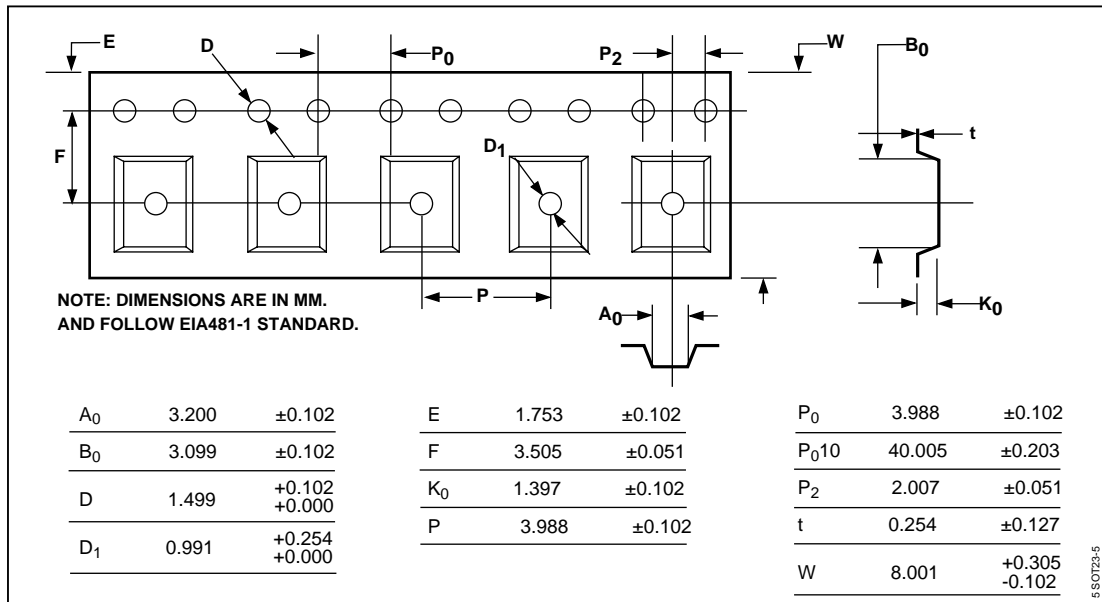 E
D
P0
P2
W
B0
t
F
D1
P
A0
K0
NOTE: DIMENSIONS ARE IN MM.
AND FOLLOW EIA481-1 STANDARD.
A0 3.200 ±0.102
B0 3.099 ±0.102
D 1.499 +0.102 +0.000
D1 0.991 +0.254 +0.000
E 1.753 ±0.102
F 3.505 ±0.051
K0 1.397 ±0.102
P 3.988 ±0.102
P0 3.988 ±0.102
P010 40.005 ±0.203
P2 2.007 ±0.051
t 0.254 ±0.127
W 8.001 +0.305 -0.102
5 SOT23-5